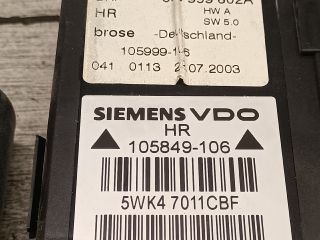 HR HW A
SW 5.0
brose -Deutschland-
105999-1 6
041 0113 2 .07.2003
SIEMENS VDO
HR
105849-106
5WK4 7011CBF